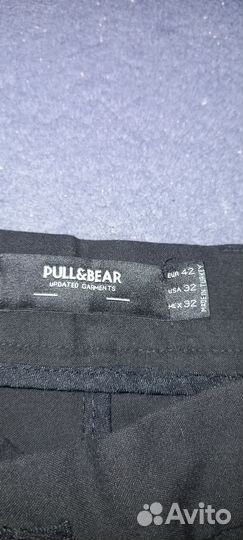 PULL&BEAR
UPDATED GARMENTS
EUR 42
USA 32
MEX 32
MADE IN TURKEY
Avito